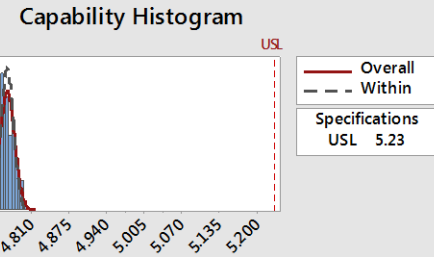 Capability Histogram
USL
Overall
Within
Specifications
USL 5.23
4.810 4.875 4.940 5.005 5.070 5.135 5.200